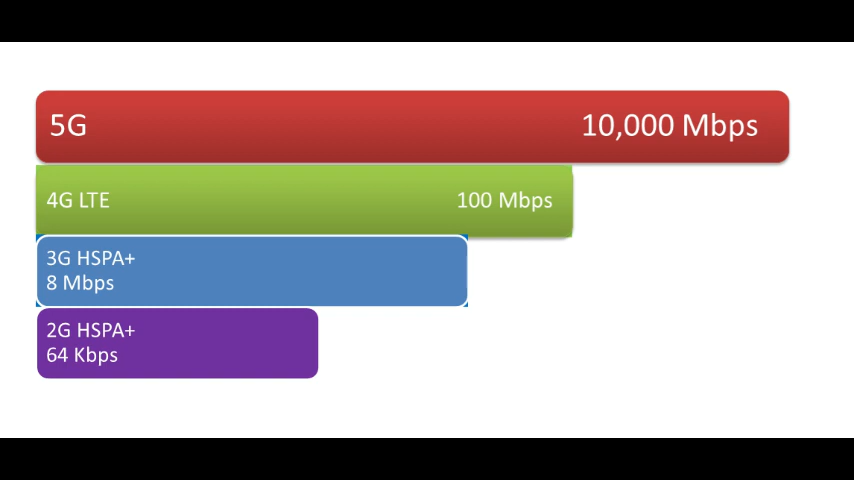 5G 10,000 Mbps
4G LTE 100 Mbps
3G HSPA+
8 Mbps
2G HSPA+
64 Kbps